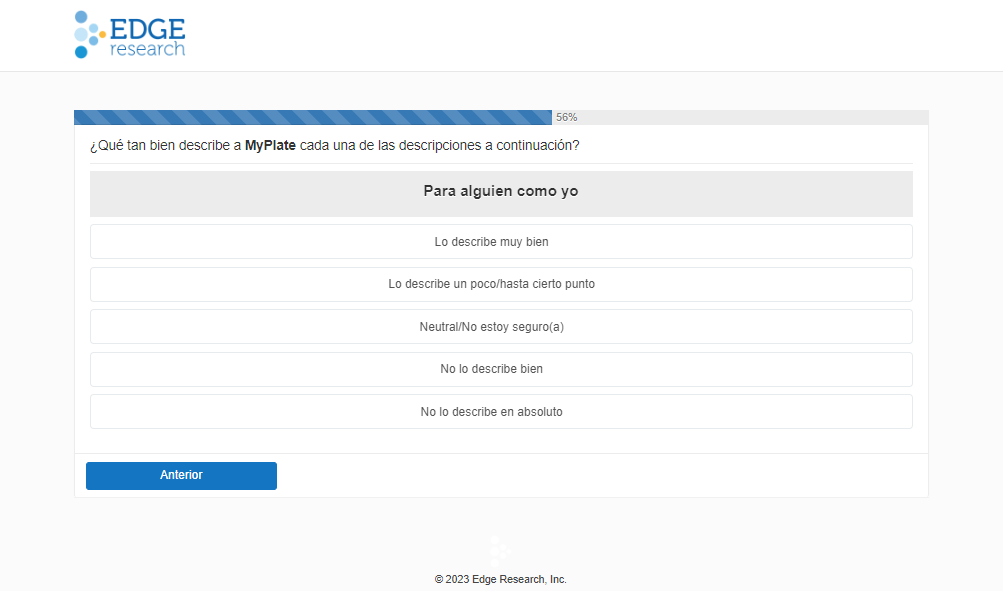 EDGE
research
56%
¿Qué tan bien describe a MyPlate cada una de las descripciones a continuación?
Para alguien como yo
Lo describe muy bien
Lo describe un poco/hasta cierto punto
Neutral/No estoy seguro(a)
No lo describe bien
No lo describe en absoluto
Anterior
© 2023 Edge Research, Inc.